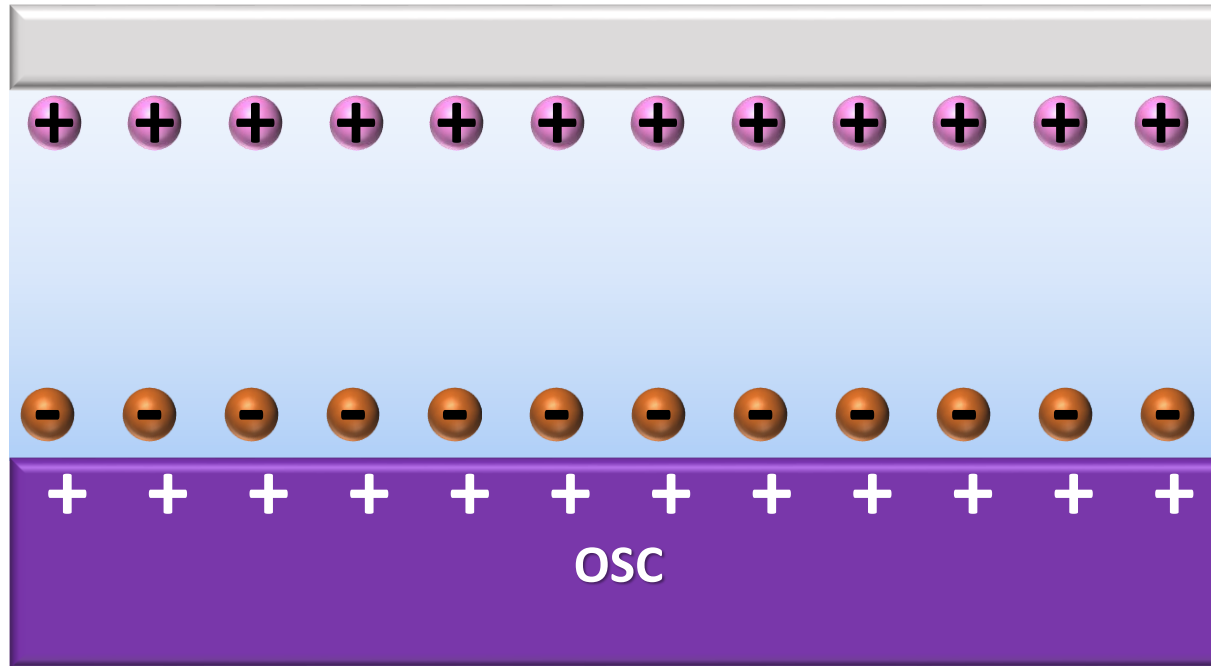 + + + + + + + + + + + +
- - - - - - - - - - - -
+ + + + + + + + + + + +
OSC